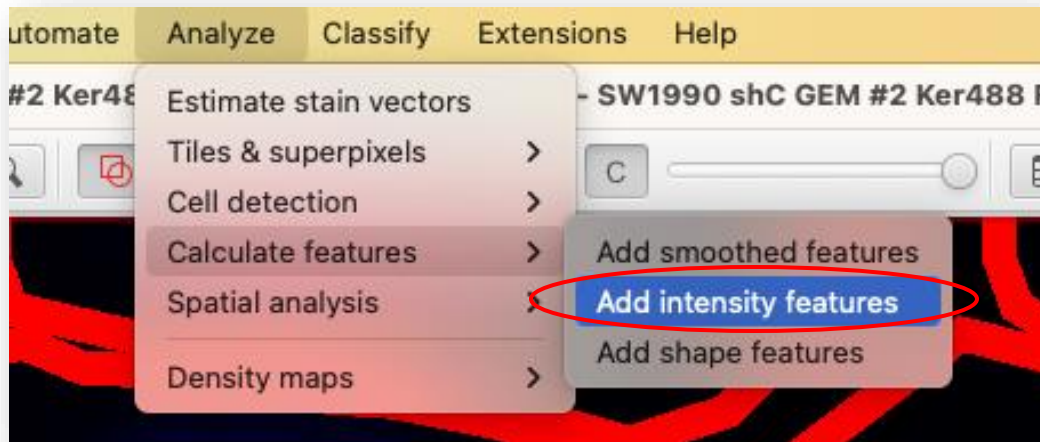 utomate Analyze Classify Extensions Help
#2 Ker48 - SW1990 shC GEM #2 Ker488 F
Estimate stain vectors
Tiles & superpixels
C
Cell detection
Calculate features
Add smoothed features
Spatial analysis
Add intensity features
Add shape features
Density maps